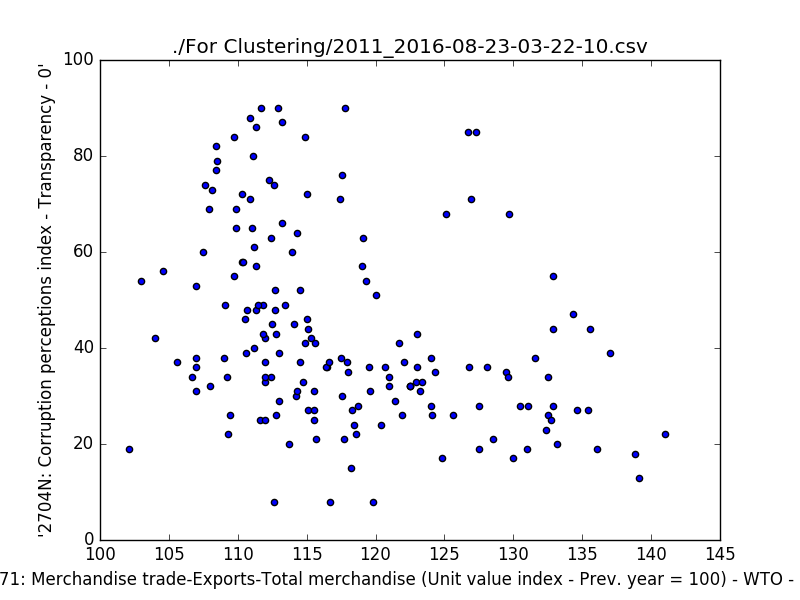 ./For Clustering/2011_2016-08-23-03-22-10.csv
100
80
60
40
20
0
'2704N: Corruption perceptions index - Transparency - 0'
100 105 110 115 120 125 130 135 140 145
71: Merchandise trade-Exports-Total merchandise (Unit value index - Prev. year = 100) - WTO -